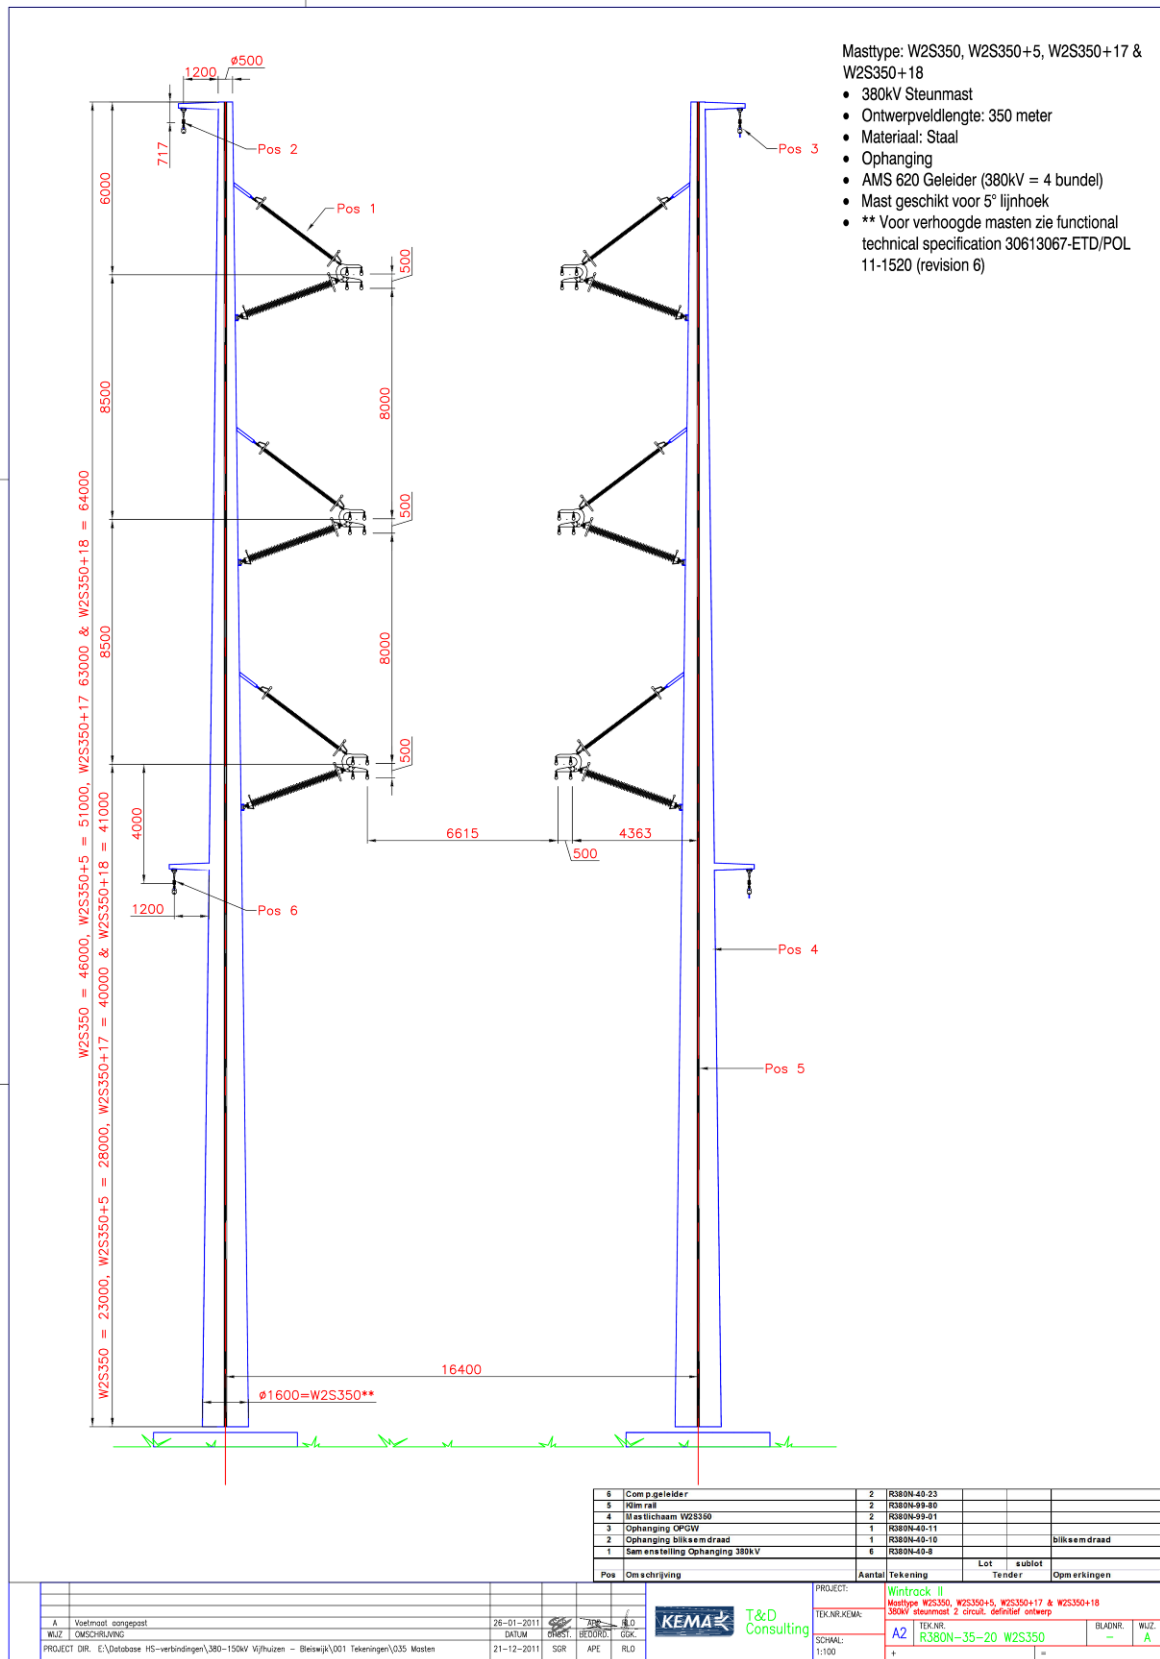 Masttype: W2S350, W2S350+5, W2S350+17 &
W2S350+18
• 380kV Steunmast
• Ontwerpveldlengte: 350 meter
• Materiaal: Staal
• Ophanging
• AMS 620 Geleider (380kV = 4 bundel)
• Mast geschikt voor 5° lijnhoek
• ** Voor verhoogde masten zie functional
technical specification 30613067-ETD/POL
11-1520 (revision 6)
1200
ø500
717
Pos 2
Pos 3
6000
Pos 1
500
8500
8000
500
8500
8000
500
4000
6615
4363
500
1200
Pos 6
Pos 4
Pos 5
W2S350 = 46000, W2S350+5 = 51000, W2S350+17 63000 & W2S350+18 = 64000
W2S350 = 23000, W2S350+5 = 28000, W2S350+17 = 40000 & W2S350+18 = 41000
16400
ø1600=W2S350**
6 Comp.geleider 2 R380N-40-23
5 Klim rail 2 R380N-99-80
4 Mastlichaam W2S350 2 R380N-99-01
3 Ophanging OPGW 1 R380N-40-11
2 Ophanging bliksemdraad 1 R380N-40-10 bliksemdraad
1 Samenstelling Ophanging 380kV 6 R380N-40-8
Lot sublot
Pos Omschrijving Aantal Tekening Tender Opmerkingen
A Voetmaat aangepast 26-01-2011 APE RLO
WIJZ OMSCHRIJVING DATUM BEOORD. GGK.
PROJECT DIR. E:\Database HS-verbindingen\380-150kV Vijfhuizen - Bleiswijk\001 Tekeningen\035 Masten 21-12-2011 SGR APE RLO
KEMA
T&D
Consulting
PROJECT:
Wintrack II
Masttype W2S350, W2S350+5, W2S350+17 & W2S350+18
380kV steunmast 2 circuit, definitief ontwerp
TEK.NR.KEMA:
SCHAAL:
1:100
A2
TEK.NR.
R380N-35-20 W2S350
BLADNR.
-
WIJZ.
A
+ =